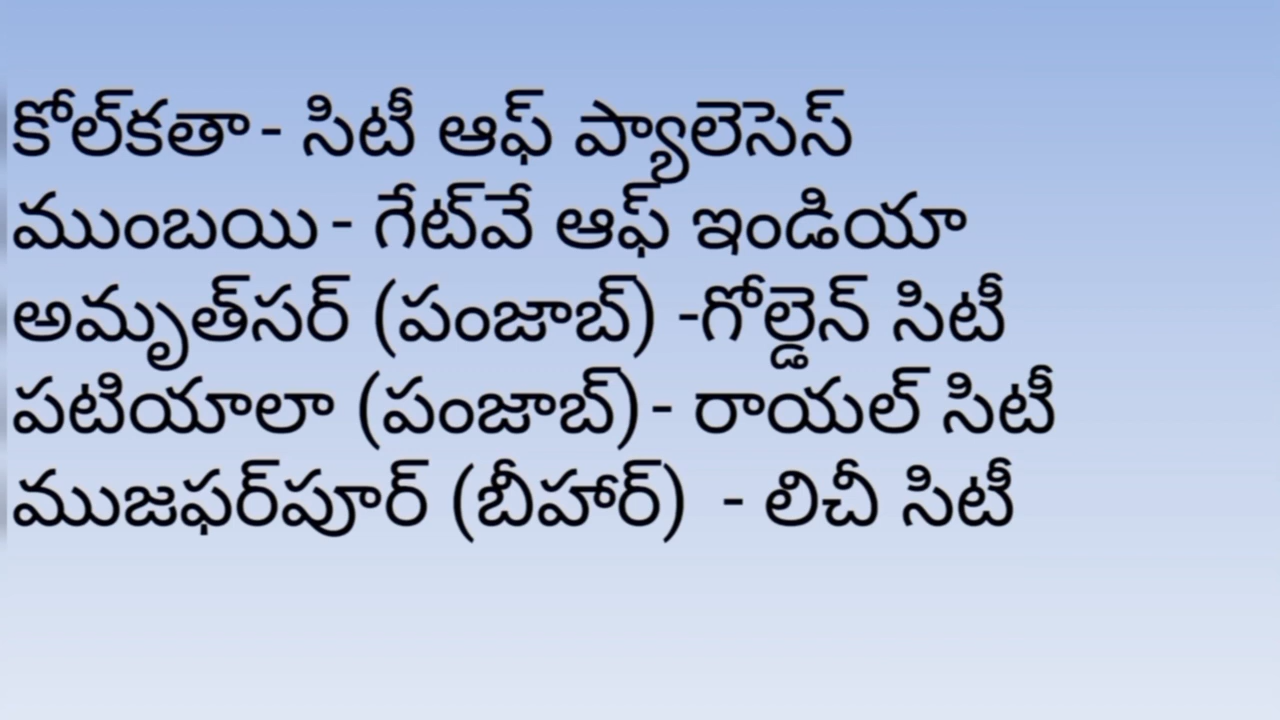 కోల్‌కతా - సిటీ ఆఫ్ ప్యాలెసెస్
ముంబయి - గేట్‌వే ఆఫ్ ఇండియా
అమృత్‌సర్ (పంజాబ్) -గోల్డెన్ సిటీ
పటియాలా (పంజాబ్) - రాయల్ సిటీ
ముజఫర్‌పూర్ (బీహార్) - లిచీ సిటీ